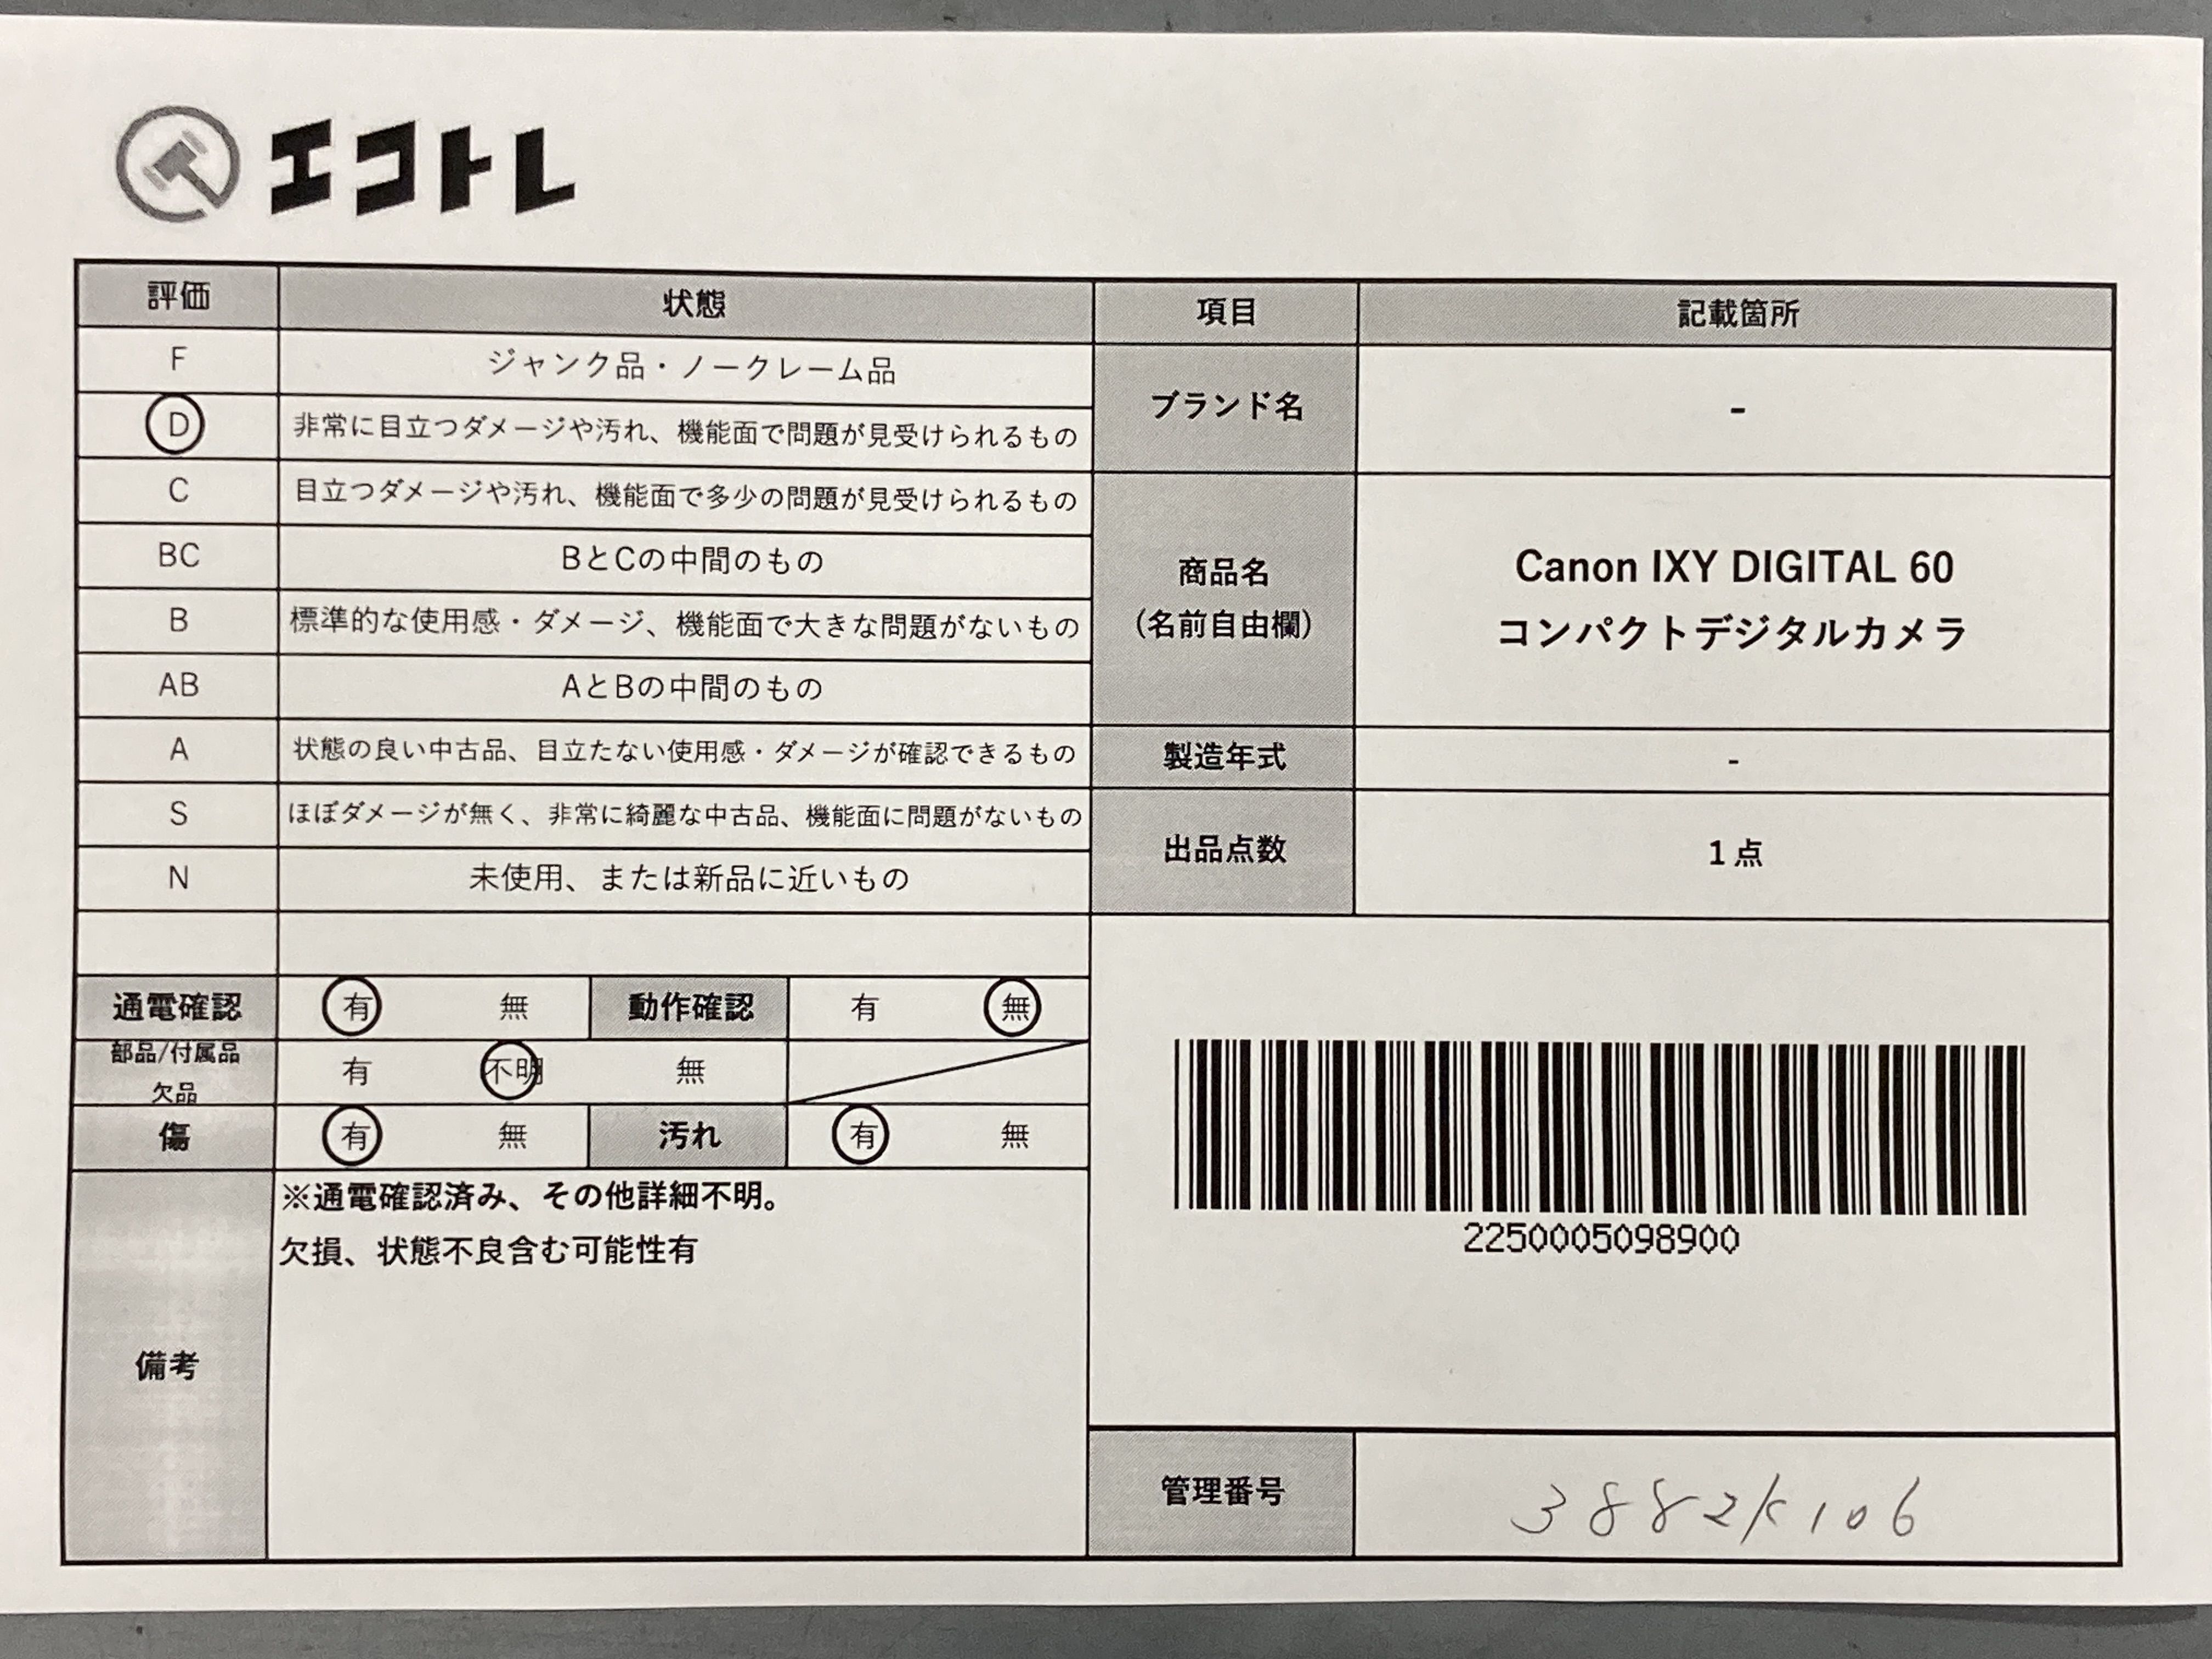 エコトレ
評価 状態
F ジャンク品・ノークレーム品
D 非常に目立つダメージや汚れ、機能面で問題が見受けられるもの
C 目立つダメージや汚れ、機能面で多少の問題が見受けられるもの
BC BとCの中間のもの
B 標準的な使用感・ダメージ、機能面で大きな問題がないもの
AB AとBの中間のもの
A 状態の良い中古品、目立たない使用感・ダメージが確認できるもの
S ほぼダメージが無く、非常に綺麗な中古品、機能面に問題がないもの
N 未使用、または新品に近いもの
通電確認 有 無 動作確認 有 無
部品/付属品
欠品
有 不明 無
傷 有 無 汚れ 有 無
備考
※通電確認済み、その他詳細不明。
欠損、状態不良含む可能性有
項目 記載箇所
ブランド名 -
商品名
(名前自由欄)
Canon IXY DIGITAL 60
コンパクトデジタルカメラ
製造年式 -
出品点数 1点
2250005098900
管理番号 3882K106